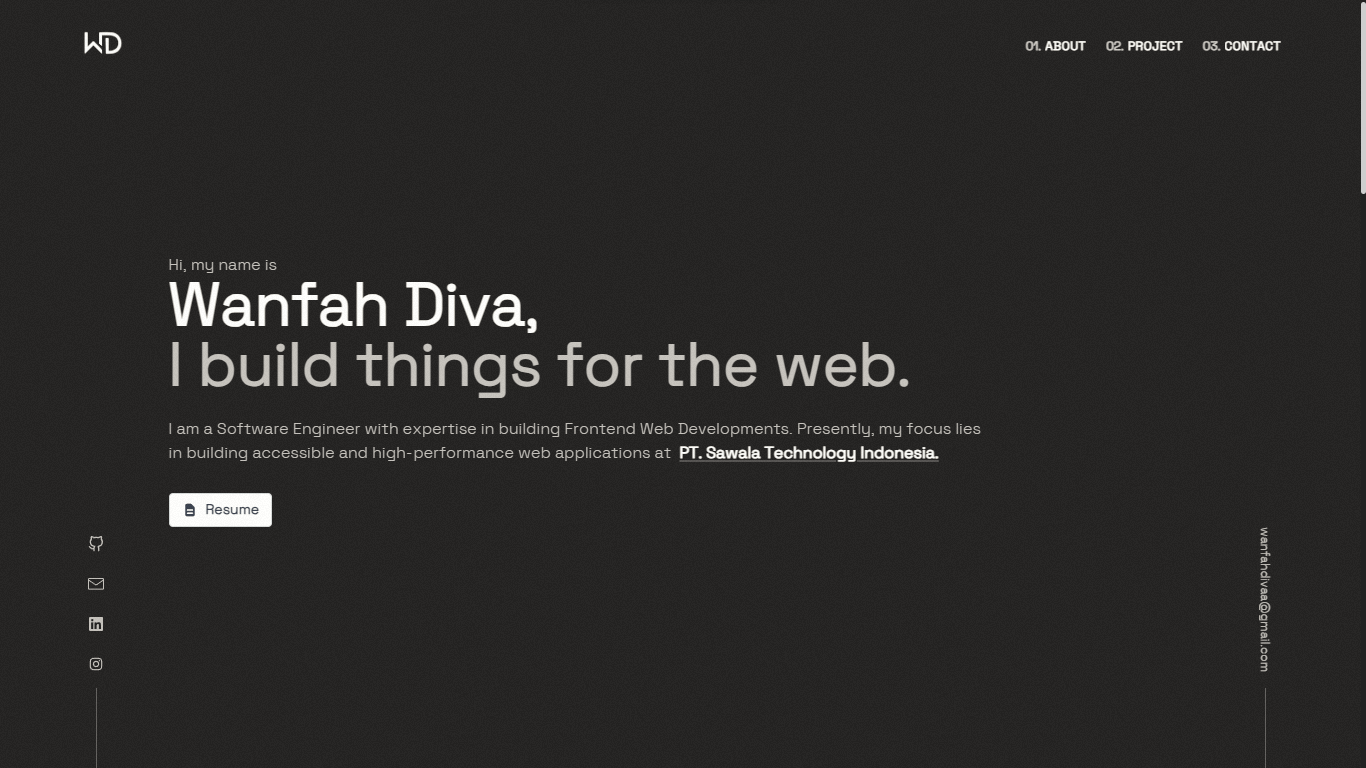 WD
01. ABOUT 02. PROJECT 03. CONTACT
Hi, my name is
Wanfah Diva,
I build things for the web.
I am a Software Engineer with expertise in building Frontend Web Developments. Presently, my focus lies
in building accessible and high-performance web applications at PT. Sawala Technology Indonesia.
Resume
wanfahdivaa@gmail.com